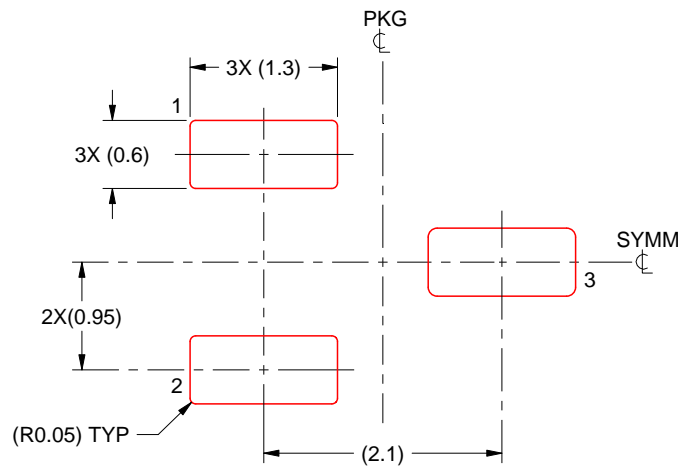 PKG
℄
3X (1.3)
1
3X (0.6)
SYMM
℄
3
2X(0.95)
2
(R0.05) TYP
(2.1)